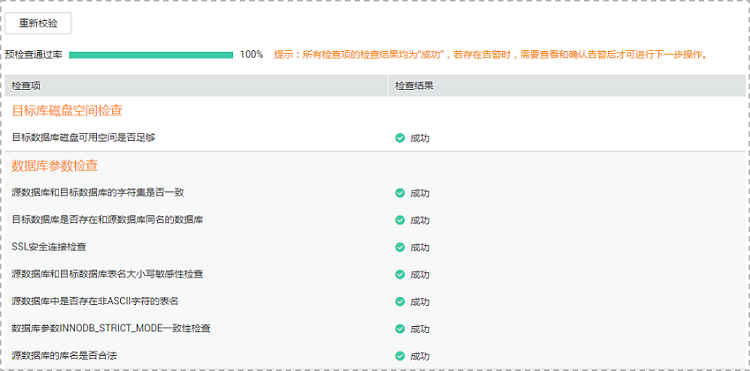 重新校验
预检查通过率 100% 提示：所有检查项的检查结果均为“成功”，若存在告警时，需要查看和确认告警后才可进行下一步操作。
检查项 检查结果
目标库磁盘空间检查
目标数据库磁盘可用空间是否足够 成功
数据库参数检查
源数据库和目标数据库的字符集是否一致 成功
目标数据库是否存在和源数据库同名的数据库 成功
SSL安全连接检查 成功
源数据库和目标数据库表名大小写敏感性检查 成功
源数据库中是否存在非ASCII字符的表名 成功
数据库参数INNODB_STRICT_MODE一致性检查 成功
源数据库的库名是否合法 成功